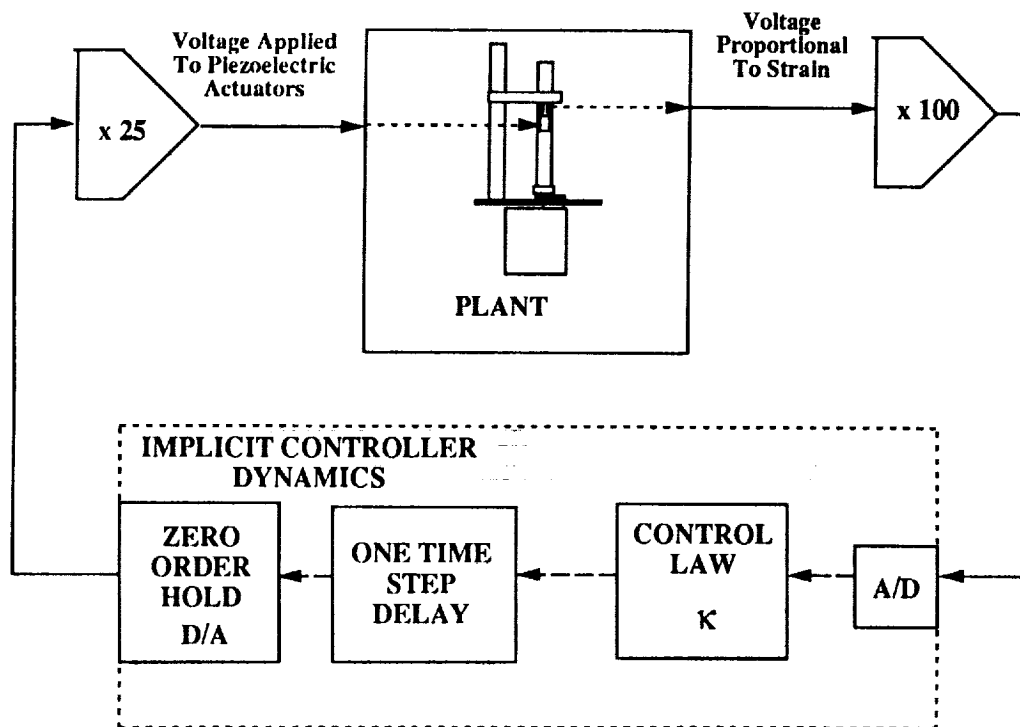 Voltage Applied
To Piezoelectric
Actuators
Voltage
Proportional
To Strain
x 25
x 100
PLANT
IMPLICIT CONTROLLER
DYNAMICS
ZERO
ORDER
HOLD
D/A
ONE TIME
STEP
DELAY
CONTROL
LAW
κ
A/D